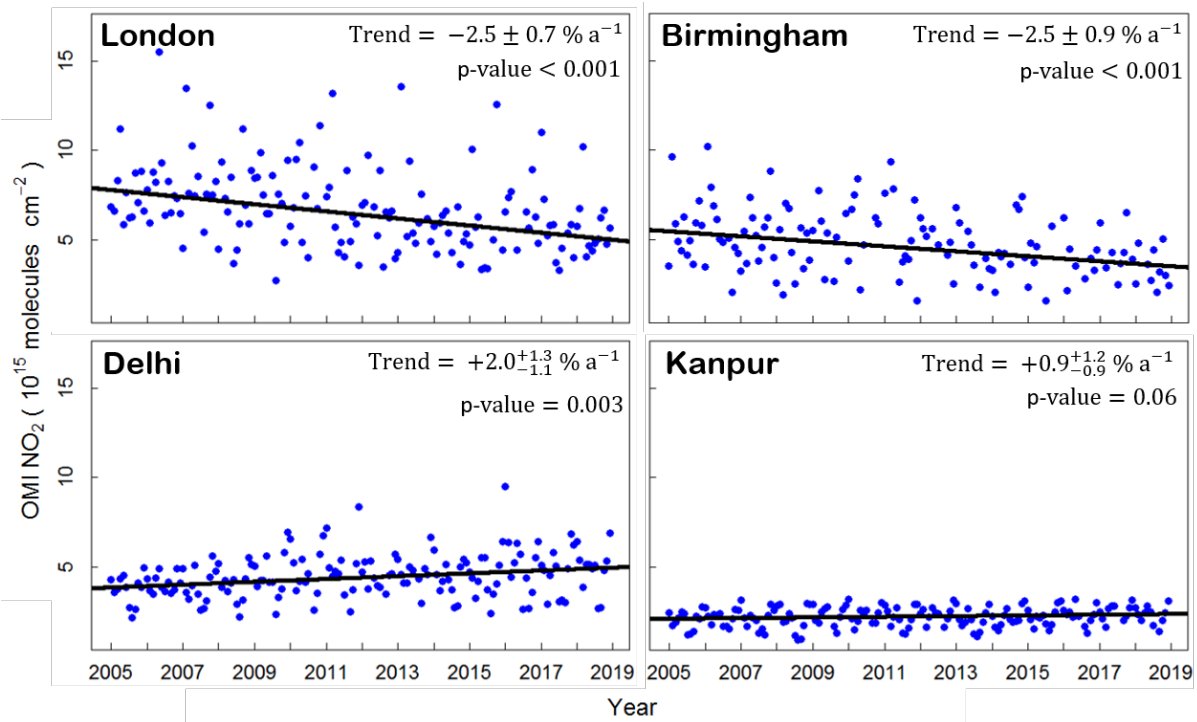 London
Trend = −2.5 ± 0.7 % a⁻¹
p-value < 0.001
Birmingham
Trend = −2.5 ± 0.9 % a⁻¹
p-value < 0.001
15
10
5
Delhi
Trend = +2.0 +1.3 −1.1 % a⁻¹
p-value = 0.003
Kanpur
Trend = +0.9 +1.2 −0.9 % a⁻¹
p-value = 0.06
15
10
5
OMI NO₂ ( 10¹⁵ molecules cm⁻² )
2005 2007 2009 2011 2013 2015 2017 2019
2005 2007 2009 2011 2013 2015 2017 2019
Year